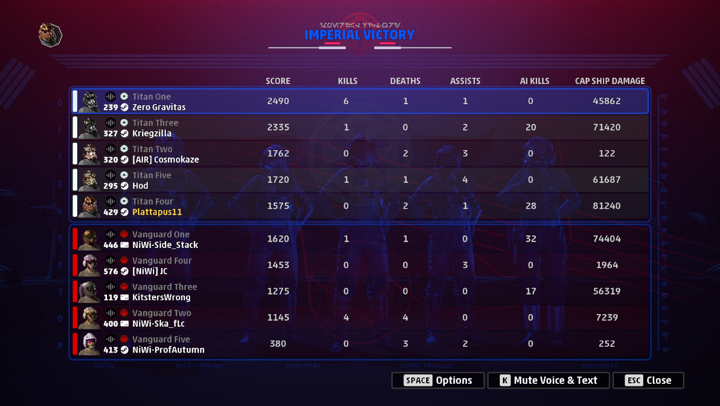 IMPERIAL VICTORY
SCORE KILLS DEATHS ASSISTS AI KILLS CAP SHIP DAMAGE
Titan One
239 Zero Gravitas 2490 6 1 1 0 45862
Titan Three
327 Kriegzilla 2335 1 0 2 20 71420
Titan Two
320 [AIR] Cosmokaze 1762 0 2 3 0 122
Titan Five
295 Hod 1720 1 1 4 0 61687
Titan Four
429 Plattapus11 1575 0 2 1 28 81240
Vanguard One
446 NiWi-Side_Stack 1620 1 1 0 32 74404
Vanguard Four
576 [NiWi] JC 1453 0 0 3 0 1964
Vanguard Three
119 KitstersWrong 1275 0 0 0 17 56319
Vanguard Two
400 NiWi-Ska_fLc 1145 4 4 0 0 7239
Vanguard Five
413 NiWi-ProfAutumn 380 0 3 2 0 252
SPACE Options K Mute Voice & Text ESC Close